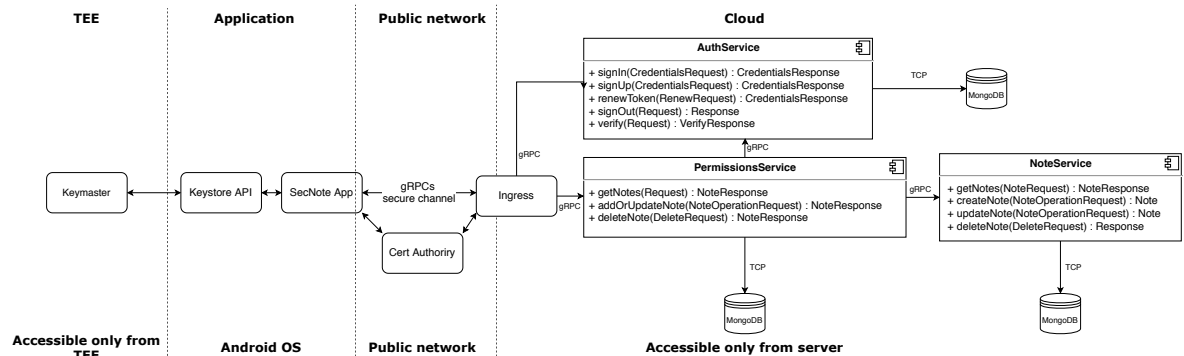 TEE
Application
Public network
Cloud
AuthService
+ signIn(CredentialsRequest) : CredentialsResponse
+ signUp(CredentialsRequest) : CredentialsResponse
+ renewToken(RenewRequest) : CredentialsResponse
+ signOut(Request) : Response
+ verify(Request) : VerifyResponse
TCP
MongoDB
gRPC
gRPC
Keymaster
Keystore API
SecNote App
gRPCs
secure channel
Ingress
gRPC
Cert Authoriry
PermissionsService
+ getNotes(Request) : NoteResponse
+ addOrUpdateNote(NoteOperationRequest) : NoteResponse
+ deleteNote(DeleteRequest) : NoteResponse
gRPC
NoteService
+ getNotes(NoteRequest) : NoteResponse
+ createNote(NoteOperationRequest) : Note
+ updateNote(NoteOperationRequest) : Note
+ deleteNote(DeleteRequest) : Response
TCP
TCP
MongoDB
MongoDB
Accessible only from
TEE
Android OS
Public network
Accessible only from server